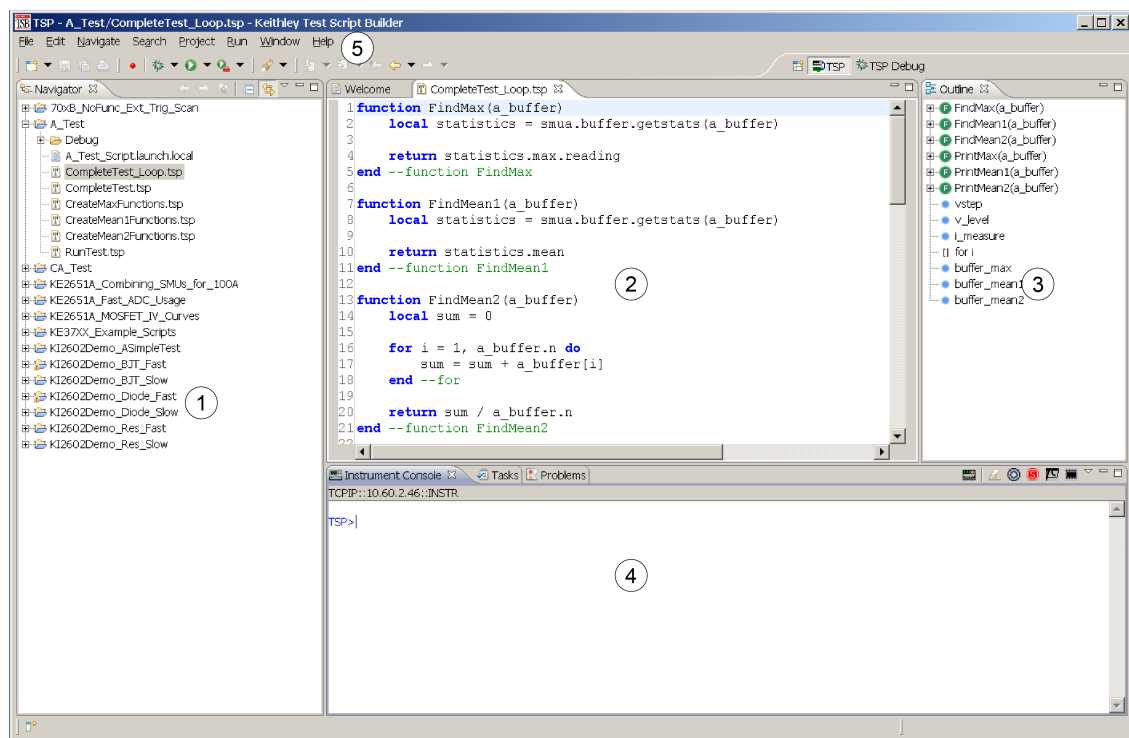 TSP - A_Test/CompleteTest_Loop.tsp - Keithley Test Script Builder
File Edit Navigate Search Project Run Window Help
5
TSP TSP Debug
Navigator
70xB_NoFunc_Ext_Trig_Scan
A_Test
Debug
A_Test_Script.launch.local
CompleteTest_Loop.tsp
CompleteTest.tsp
CreateMaxFunctions.tsp
CreateMean1Functions.tsp
CreateMean2Functions.tsp
RunTest.tsp
CA_Test
KE2651A_Combining_SMUs_for_100A
KE2651A_Fast_ADC_Usage
KE2651A_MOSFET_IV_Curves
KE37XX_Example_Scripts
KI2602Demo_ASimpleTest
KI2602Demo_BJT_Fast
KI2602Demo_BJT_Slow
KI2602Demo_Diode_Fast
KI2602Demo_Diode_Slow
KI2602Demo_Res_Fast
KI2602Demo_Res_Slow
1
Welcome CompleteTest_Loop.tsp
1 function FindMax(a_buffer)
2 local statistics = smua.buffer.getstats(a_buffer)
3
4 return statistics.max.reading
5 end --function FindMax
6
7 function FindMean1(a_buffer)
8 local statistics = smua.buffer.getstats(a_buffer)
9
10 return statistics.mean
11 end --function FindMean1
12
13 function FindMean2(a_buffer)
14 local sum = 0
15
16 for i = 1, a_buffer.n do
17 sum = sum + a_buffer[i]
18 end --for
19
20 return sum / a_buffer.n
21 end --function FindMean2
22
2
Outline
FindMax(a_buffer)
FindMean1(a_buffer)
FindMean2(a_buffer)
PrintMax(a_buffer)
PrintMean1(a_buffer)
PrintMean2(a_buffer)
vstep
v_level
i_measure
[] for i
buffer_max
buffer_mean1
buffer_mean2
3
Instrument Console Tasks Problems
TCPIP::10.60.2.46::INSTR
TSP>
4